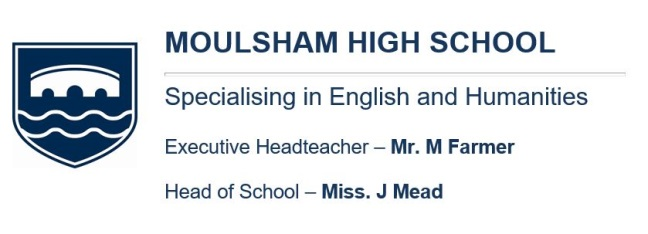 MOULSHAM HIGH SCHOOL
Specialising in English and Humanities
Executive Headteacher – Mr. M Farmer
Head of School – Miss. J Mead